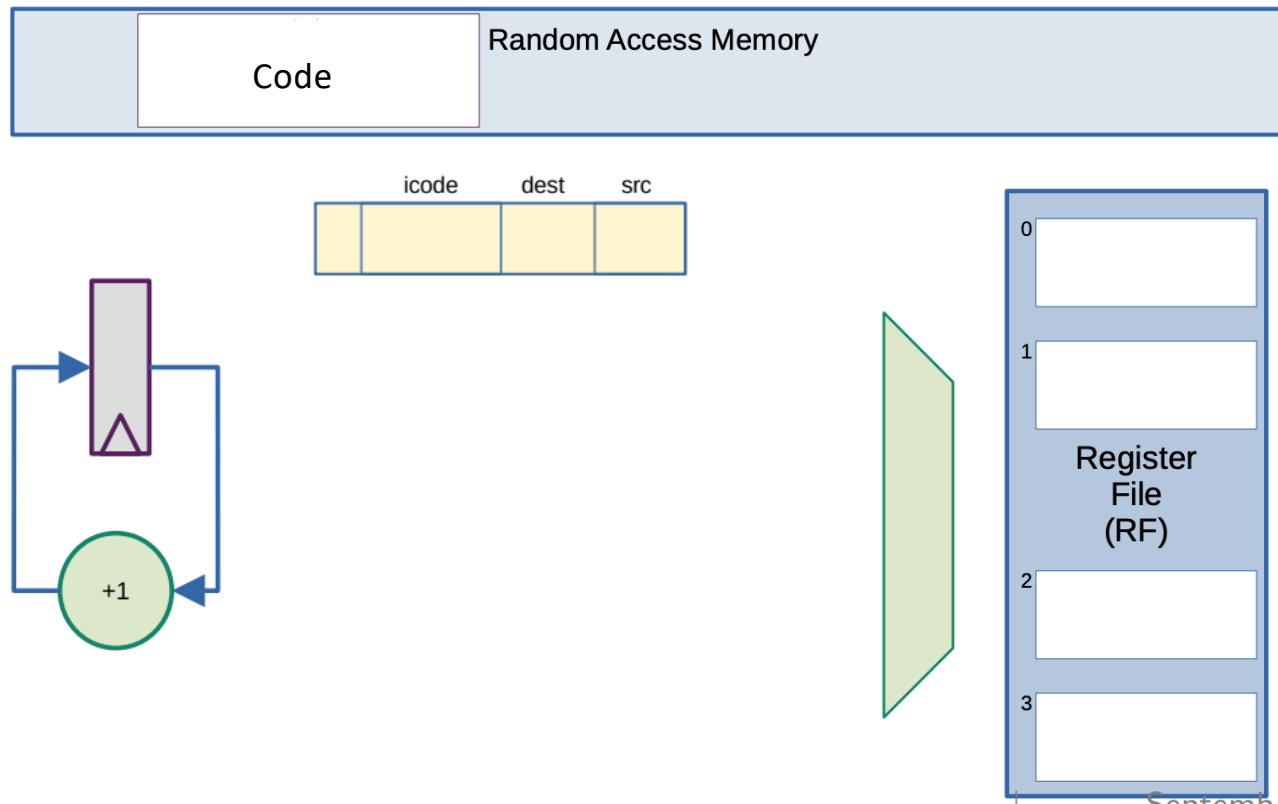 Random Access Memory
Code
icode dest src
0
1
Register
File
(RF)
+1
2
3